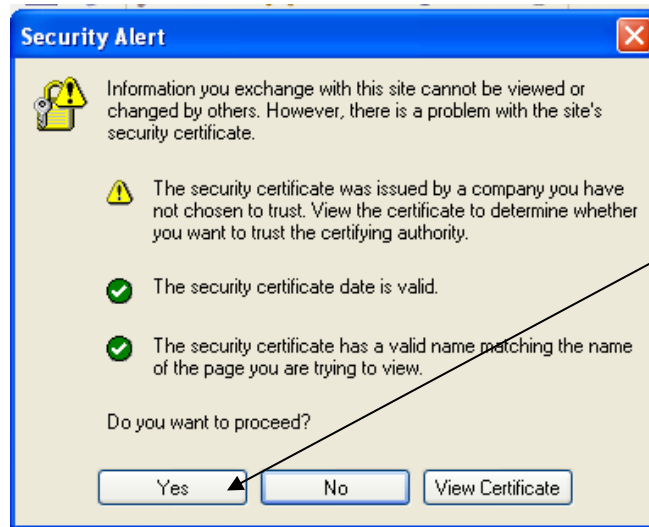 Security Alert
Information you exchange with this site cannot be viewed or
changed by others. However, there is a problem with the site's
security certificate.
The security certificate was issued by a company you have
not chosen to trust. View the certificate to determine whether
you want to trust the certifying authority.
The security certificate date is valid.
The security certificate has a valid name matching the name
of the page you are trying to view.
Do you want to proceed?
Yes No View Certificate